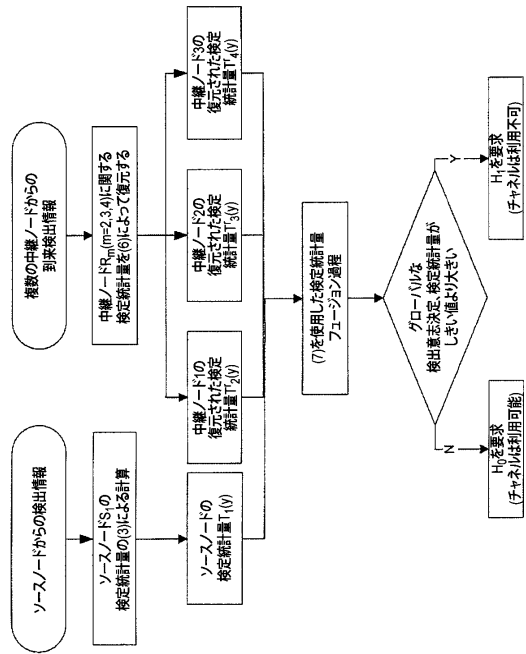 ソースノードからの検出情報
複数の中継ノードからの
到来検出情報
ソースノードS₁の
検定統計量の(3)による計算
中継ノードRm(m=2,3,4)に関する
検定統計量を(6)によって復元する
ソースノードの
検定統計量T₁(y)
中継ノード1の
復元された検定
統計量T'₂(y)
中継ノード2の
復元された検定
統計量T'₃(y)
中継ノード3の
復元された検定
統計量T'₄(y)
(7)を使用した検定統計量
フュージョン過程
グローバルな
検出意志決定、検定統計量が
しきい値より大きい
N
Y
H₀を要求
(チャネルは利用可能)
H₁を要求
(チャネルは利用不可)